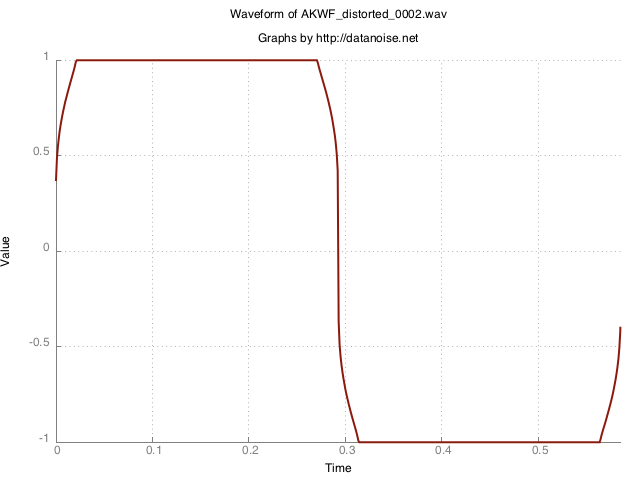 Waveform of AKWF_distorted_0002.wav
Graphs by http://datanoise.net
1
0.5
0
-0.5
-1
Value
0
0.1
0.2
0.3
0.4
0.5
Time